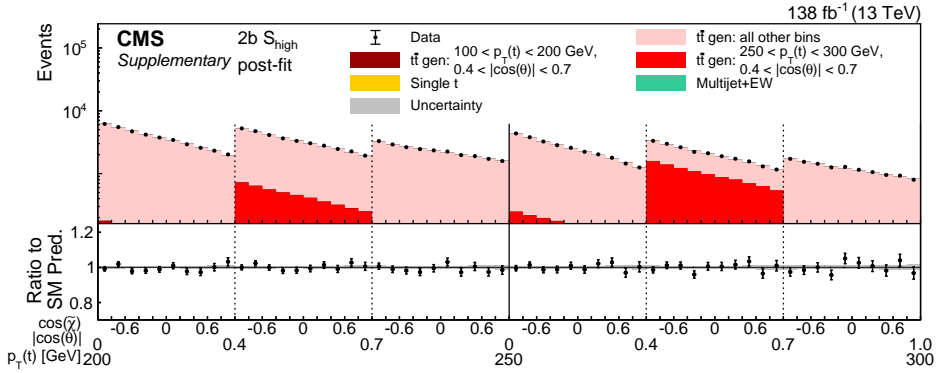 138 fb⁻¹ (13 TeV)
Events
10⁵
10⁴
CMS
Supplementary
2b S_high
post-fit
Data
tt̄ gen: 100 < p_T(t) < 200 GeV,
0.4 < |cos(θ)| < 0.7
Single t
Uncertainty
tt̄ gen: all other bins
tt̄ gen: 250 < p_T(t) < 300 GeV,
0.4 < |cos(θ)| < 0.7
Multijet+EW
Ratio to
SM Pred.
1.2
1
0.8
cos(χ̃) -0.6 0 0.6 -0.6 0 0.6 -0.6 0 0.6 -0.6 0 0.6 -0.6 0 0.6 -0.6 0 0.6
|cos(θ̃)| 0 0.4 0.7 0 0.4 0.7 1.0
p_T(t) [GeV] 200 250 300